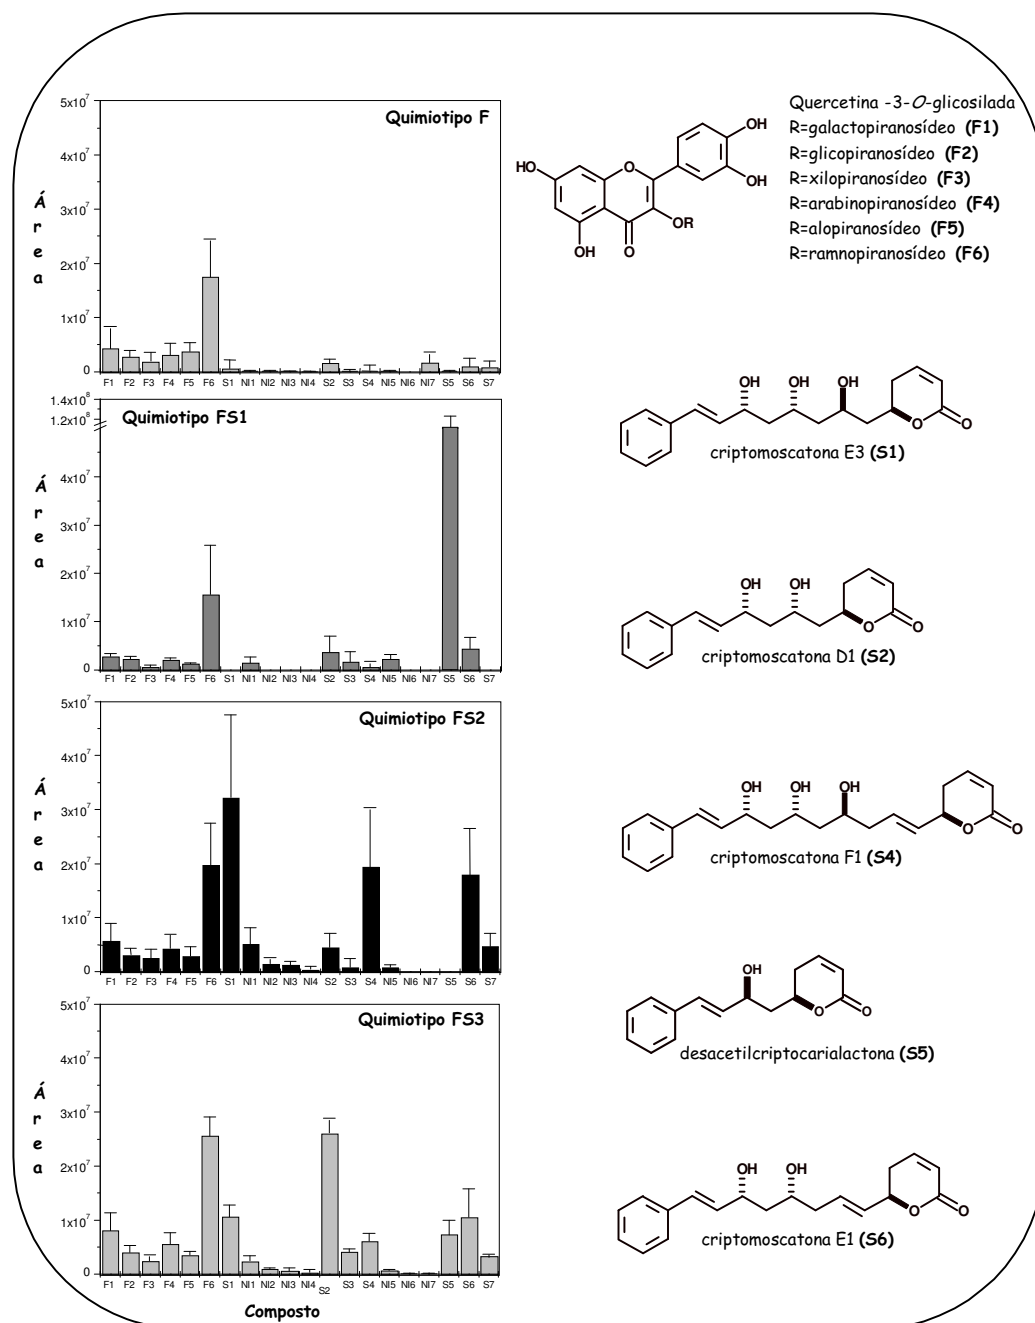 5x10⁷
Quimiotipo F
4x10⁷
3x10⁷
2x10⁷
1x10⁷
0
Área
F1 F2 F3 F4 F5 F6 S1 NI1 NI2 NI3 NI4 S2 S3 S4 NI5 NI6 NI7 S5 S6 S7
Quercetina -3-O-glicosilada
R=galactopiranosídeo (F1)
R=glicopiranosídeo (F2)
R=xilopiranosídeo (F3)
R=arabinopiranosídeo (F4)
R=alopiranosídeo (F5)
R=ramnopiranosídeo (F6)
OH
HO
O
OH
OR
OH
O
1.4x10⁸
1.2x10⁸
Quimiotipo FS1
4x10⁷
3x10⁷
2x10⁷
1x10⁷
0
Área
F1 F2 F3 F4 F5 F6 S1 NI1 NI2 NI3 NI4 S2 S3 S4 NI5 NI6 NI7 S5 S6 S7
OH OH OH
O O
criptomoscatona E3 (S1)
OH OH
O O
criptomoscatona D1 (S2)
5x10⁷
Quimiotipo FS2
4x10⁷
3x10⁷
2x10⁷
1x10⁷
0
Área
F1 F2 F3 F4 F5 F6 S1 NI1 NI2 NI3 NI4 S2 S3 S4 NI5 NI6 NI7 S5 S6 S7
OH OH OH
O O
criptomoscatona F1 (S4)
OH
O O
desacetilcriptocarialactona (S5)
5x10⁷
Quimiotipo FS3
4x10⁷
3x10⁷
2x10⁷
1x10⁷
0
Área
F1 F2 F3 F4 F5 F6 S1 NI1 NI2 NI3 NI4 S2 S3 S4 NI5 NI6 NI7 S5 S6 S7
Composto
OH OH
O O
criptomoscatona E1 (S6)